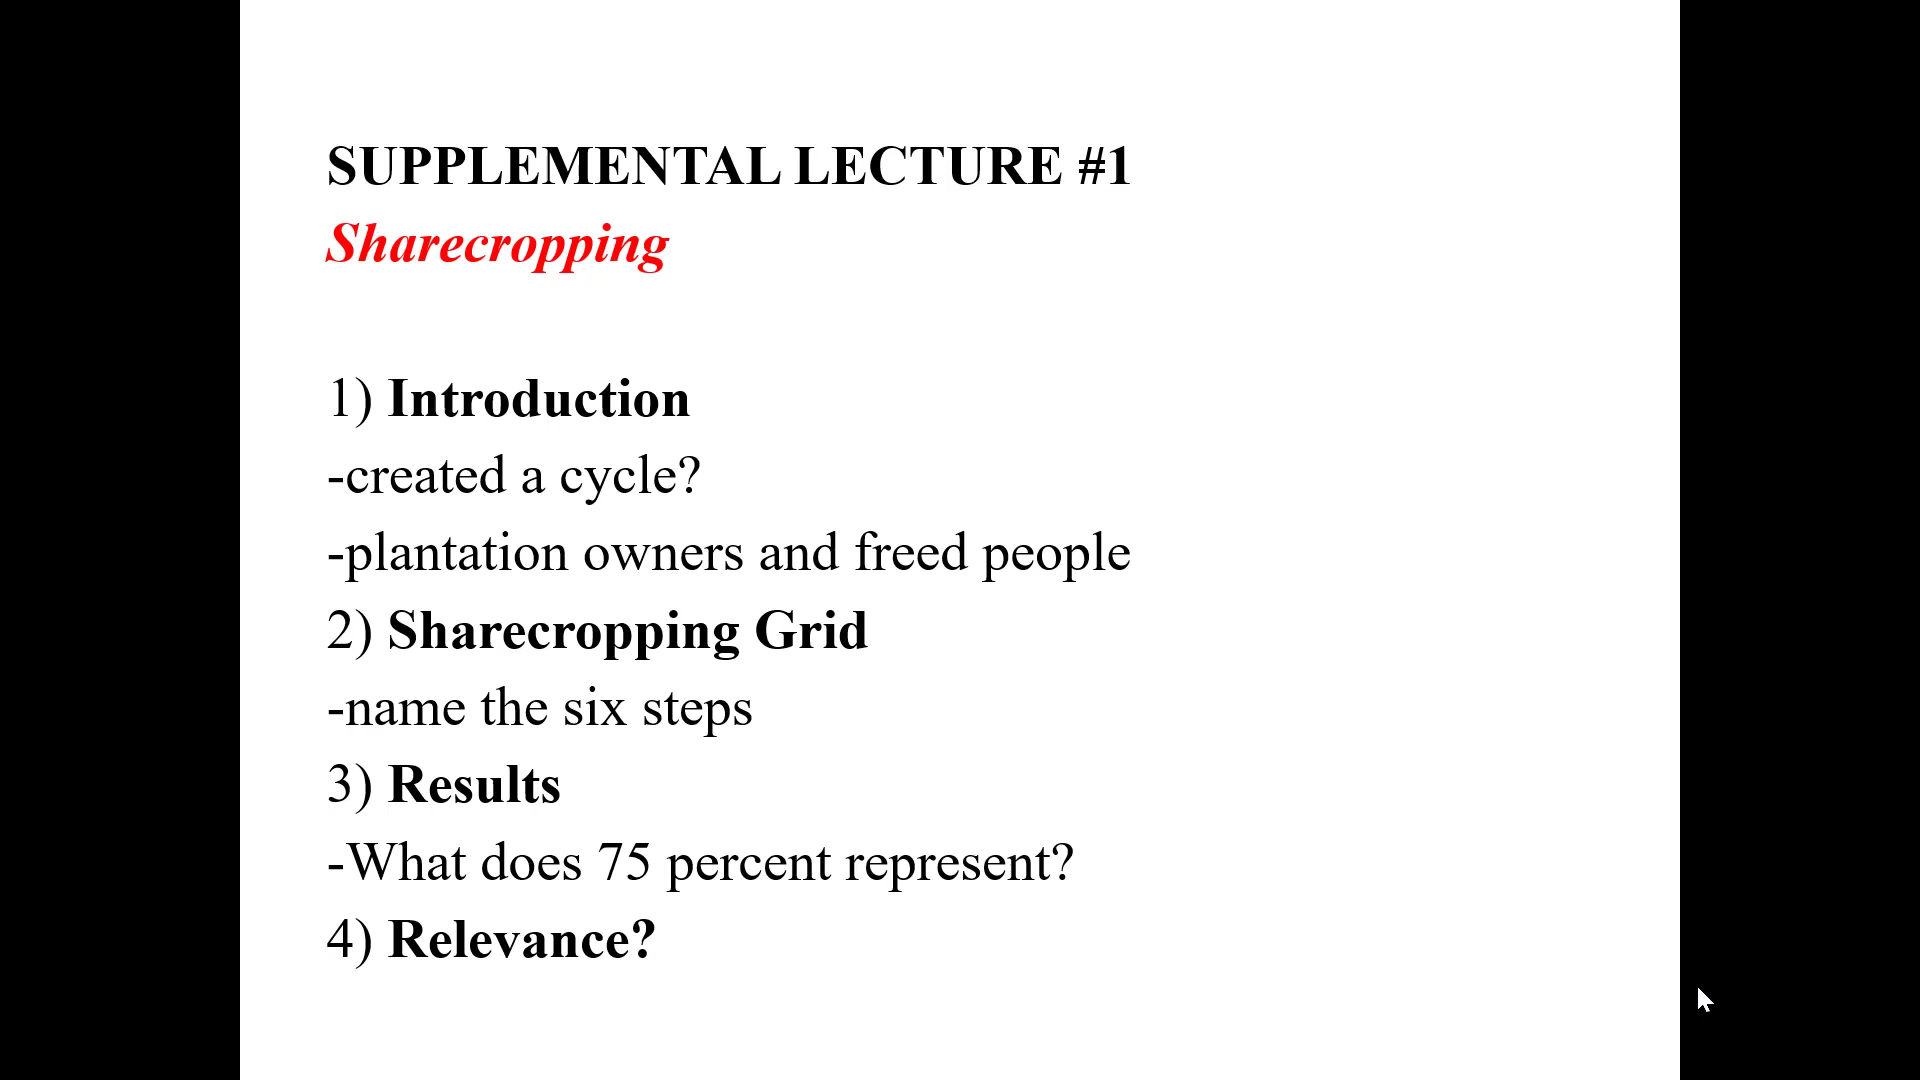 SUPPLEMENTAL LECTURE #1
Sharecropping
1) Introduction
-created a cycle?
-plantation owners and freed people
2) Sharecropping Grid
-name the six steps
3) Results
-What does 75 percent represent?
4) Relevance?